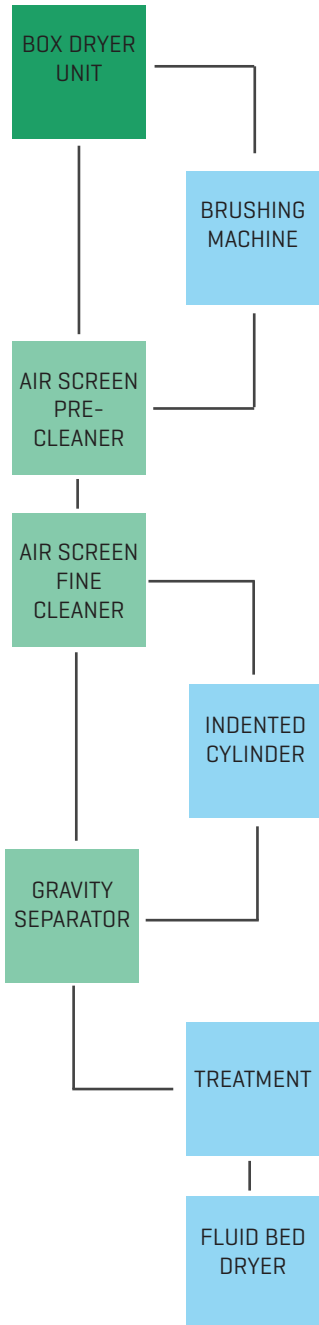 BOX DRYER
UNIT
BRUSHING
MACHINE
AIR SCREEN
PRE-
CLEANER
AIR SCREEN
FINE
CLEANER
INDENTED
CYLINDER
GRAVITY
SEPARATOR
TREATMENT
FLUID BED
DRYER